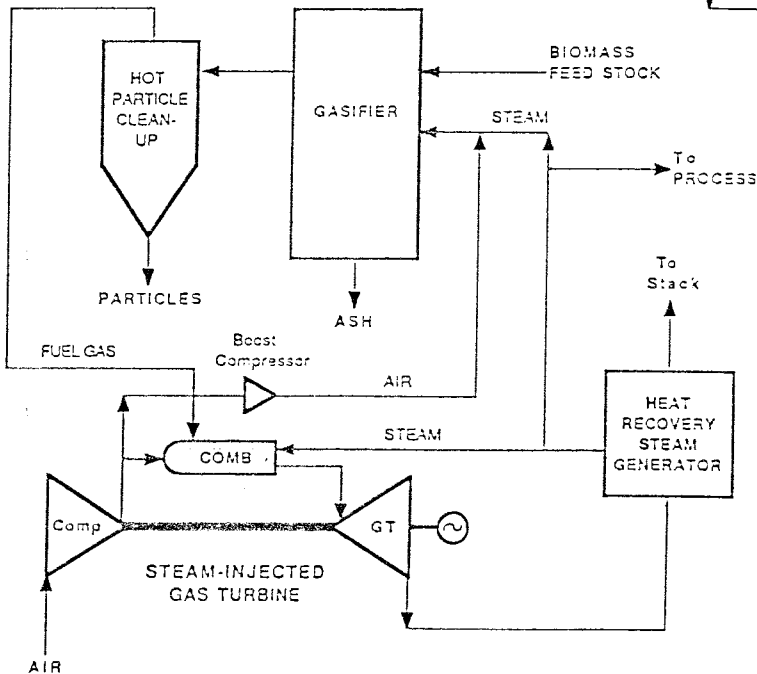 HOT
PARTICLE
CLEAN-
UP
GASIFIER
BIOMASS
FEED STOCK
STEAM
To
PROCESS
PARTICLES
ASH
To
Stack
FUEL GAS
Boost
Compressor
AIR
HEAT
RECOVERY
STEAM
GENERATOR
STEAM
COMB
Comp
GT
STEAM-INJECTED
GAS TURBINE
AIR